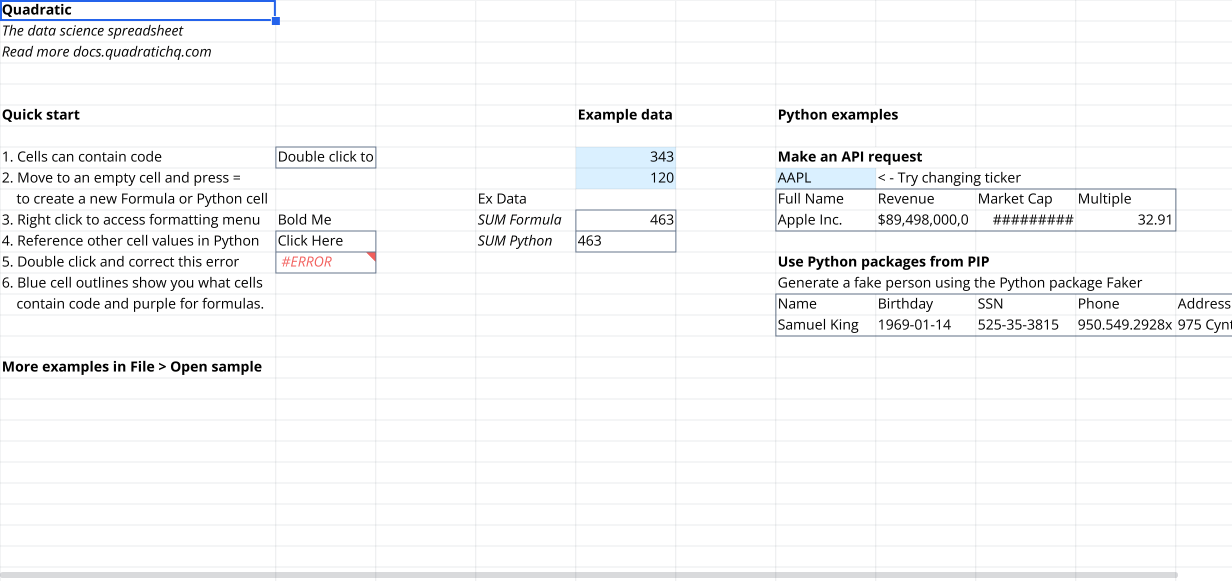 Quadratic
The data science spreadsheet
Read more docs.quadratichq.com
Quick start Example data Python examples
1. Cells can contain code Double click to 343 Make an API request
2. Move to an empty cell and press = 120 AAPL < - Try changing ticker
to create a new Formula or Python cell Ex Data Full Name Revenue Market Cap Multiple
3. Right click to access formatting menu Bold Me SUM Formula 463 Apple Inc. $89,498,000,0 ######### 32.91
4. Reference other cell values in Python Click Here SUM Python 463
5. Double click and correct this error #ERROR Use Python packages from PIP
6. Blue cell outlines show you what cells Generate a fake person using the Python package Faker
contain code and purple for formulas. Name Birthday SSN Phone Address
Samuel King 1969-01-14 525-35-3815 950.549.2928x 975 Cynt
More examples in File > Open sample